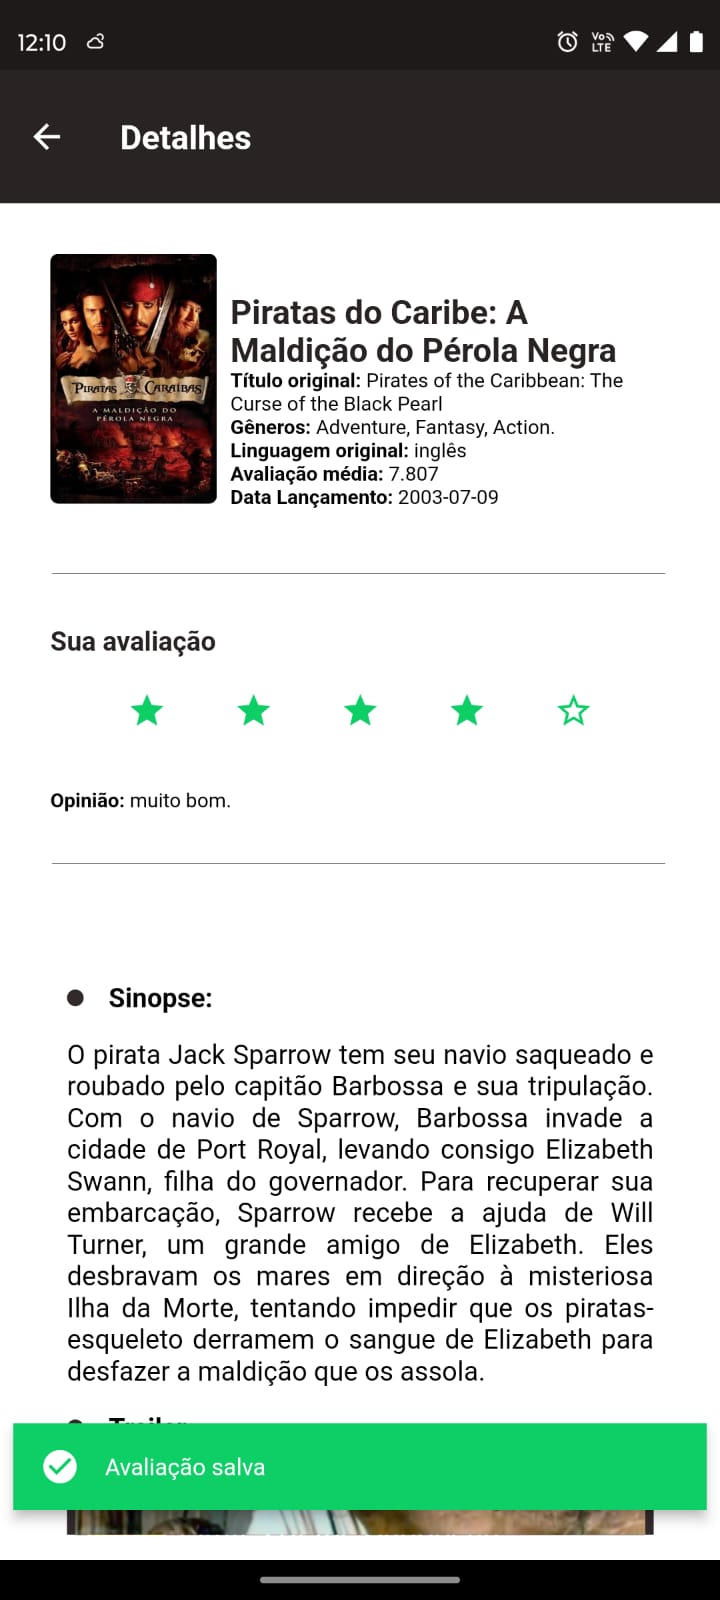 12:10
Vo LTE
Detalhes
PIRATAS CARAIBAS
A MALDIÇÃO DO
PÉROLA NEGRA
Piratas do Caribe: A
Maldição do Pérola Negra
Título original: Pirates of the Caribbean: The
Curse of the Black Pearl
Gêneros: Adventure, Fantasy, Action.
Linguagem original: inglês
Avaliação média: 7.807
Data Lançamento: 2003-07-09
Sua avaliação
Opinião: muito bom.
Sinopse:
O pirata Jack Sparrow tem seu navio saqueado e
roubado pelo capitão Barbossa e sua tripulação.
Com o navio de Sparrow, Barbossa invade a
cidade de Port Royal, levando consigo Elizabeth
Swann, filha do governador. Para recuperar sua
embarcação, Sparrow recebe a ajuda de Will
Turner, um grande amigo de Elizabeth. Eles
desbravam os mares em direção à misteriosa
Ilha da Morte, tentando impedir que os piratas-
esqueleto derramem o sangue de Elizabeth para
desfazer a maldição que os assola.
Trailer
Avaliação salva